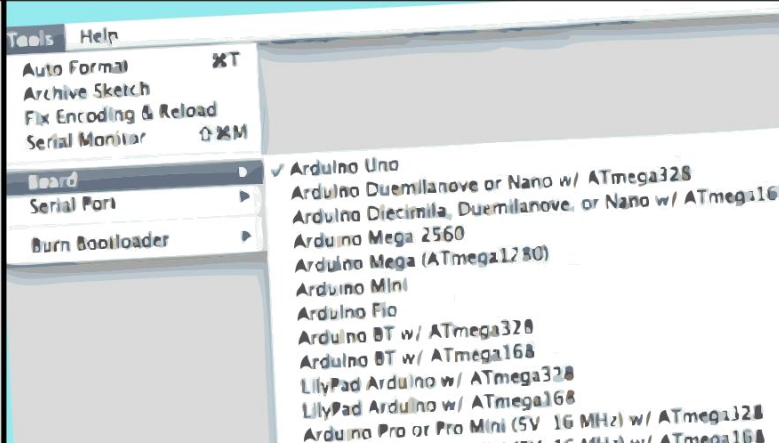 Tools Help
Auto Format ⌘T
Archive Sketch
Fix Encoding & Reload
Serial Monitor ⇧⌘M
Board
Serial Port
Burn Bootloader
✓ Arduino Uno
Arduino Duemilanove or Nano w/ ATmega328
Arduino Diecimila, Duemilanove, or Nano w/ ATmega16
Arduino Mega 2560
Arduino Mega (ATmega1280)
Arduino Mini
Arduino Fio
Arduino BT w/ ATmega328
Arduino BT w/ ATmega168
LilyPad Arduino w/ ATmega328
LilyPad Arduino w/ ATmega168
Arduino Pro or Pro Mini (5V 16 MHz) w/ ATmega328
16 MHz) w/ ATmega168